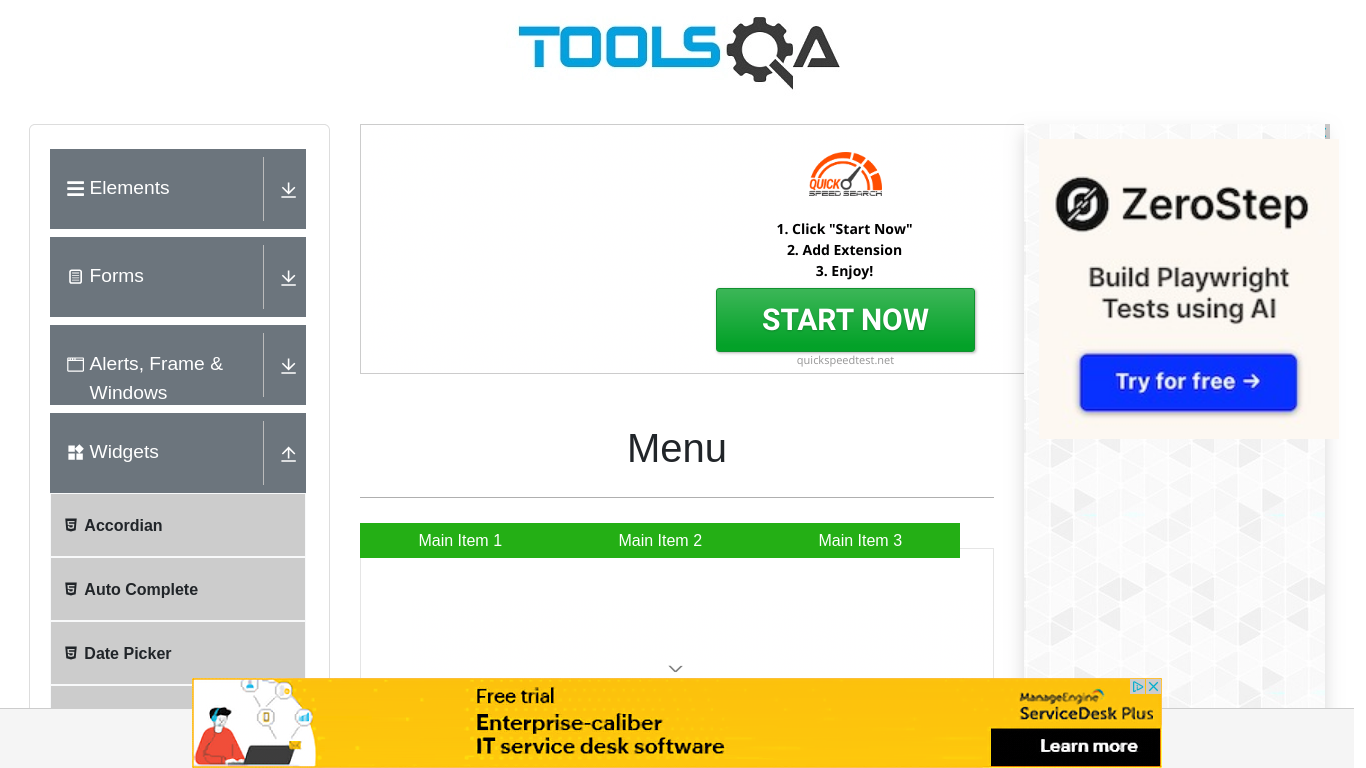 TOOLSQA
Elements
Forms
Alerts, Frame &
Windows
Widgets
Accordian
Auto Complete
Date Picker
QUICK
SPEED SEARCH
1. Click "Start Now"
2. Add Extension
3. Enjoy!
START NOW
quickspeedtest.net
Menu
Main Item 1
Main Item 2
Main Item 3
ZeroStep
Build Playwright
Tests using AI
Try for free →
Free trial
Enterprise-caliber
IT service desk software
ManageEngine
ServiceDesk Plus
Learn more